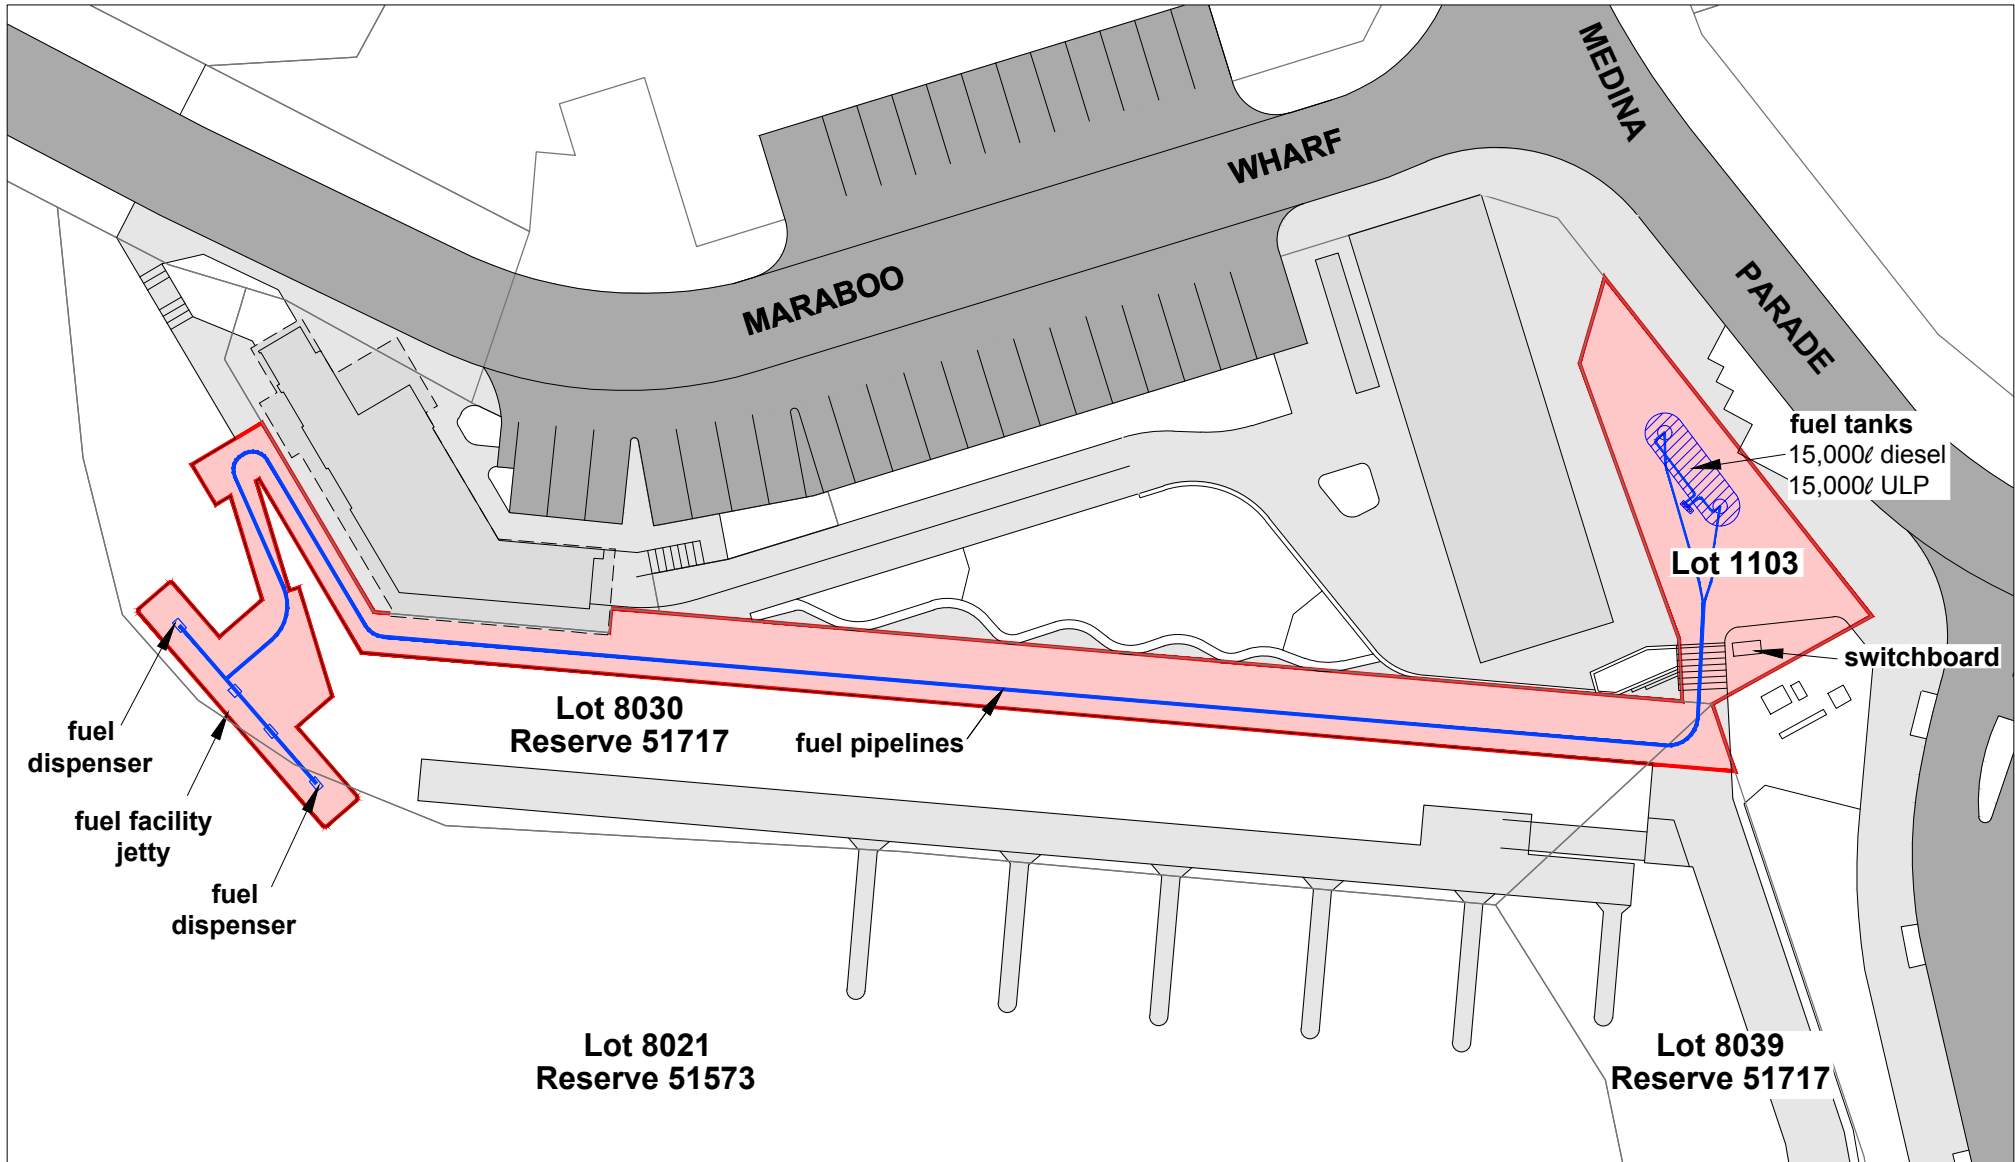 MEDINA
PARADE
MARABOO
WHARF
fuel tanks
15,000ℓ diesel
15,000ℓ ULP
Lot 1103
switchboard
Lot 8030
Reserve 51717
fuel pipelines
fuel
dispenser
fuel facility
jetty
fuel
dispenser
Lot 8021
Reserve 51573
Lot 8039
Reserve 51717